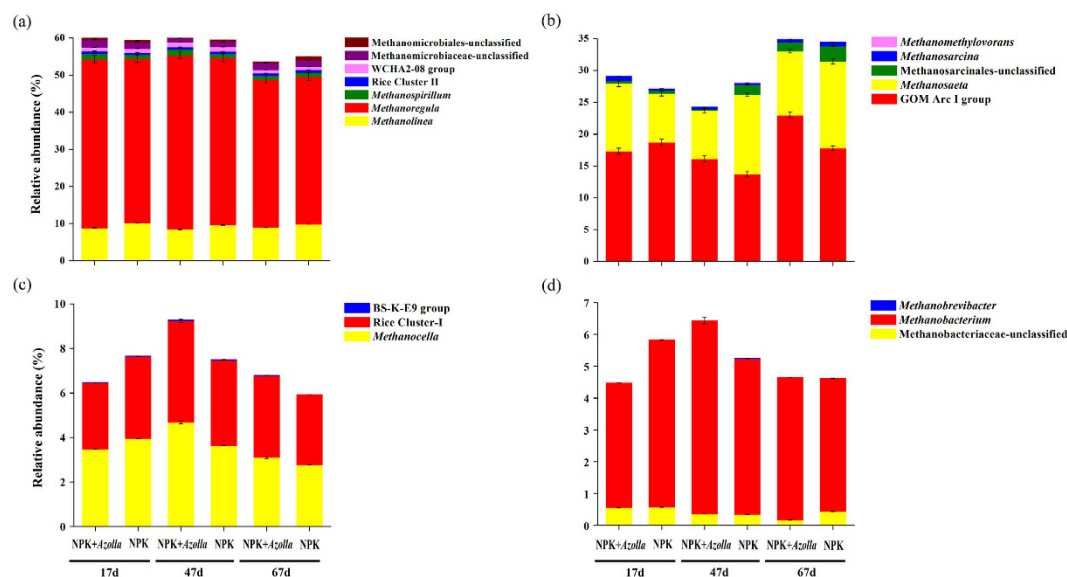 (a)
Relative abundance (%)
60
50
40
30
20
10
0
Methanomicrobiales-unclassified
Methanomicrobiaceae-unclassified
WCHA2-08 group
Rice Cluster II
Methanospirillum
Methanoregula
Methanolinea
(b)
35
30
25
20
15
10
5
0
Methanomethylovorans
Methanosarcina
Methanosarcinales-unclassified
Methanosaeta
GOM Arc I group
(c)
Relative abundance (%)
10
8
6
4
2
0
BS-K-E9 group
Rice Cluster-I
Methanocella
NPK+Azolla NPK NPK+Azolla NPK NPK+Azolla NPK
17d 47d 67d
(d)
7
6
5
4
3
2
1
0
Methanobrevibacter
Methanobacterium
Methanobacteriaceae-unclassified
NPK+Azolla NPK NPK+Azolla NPK NPK+Azolla NPK
17d 47d 67d